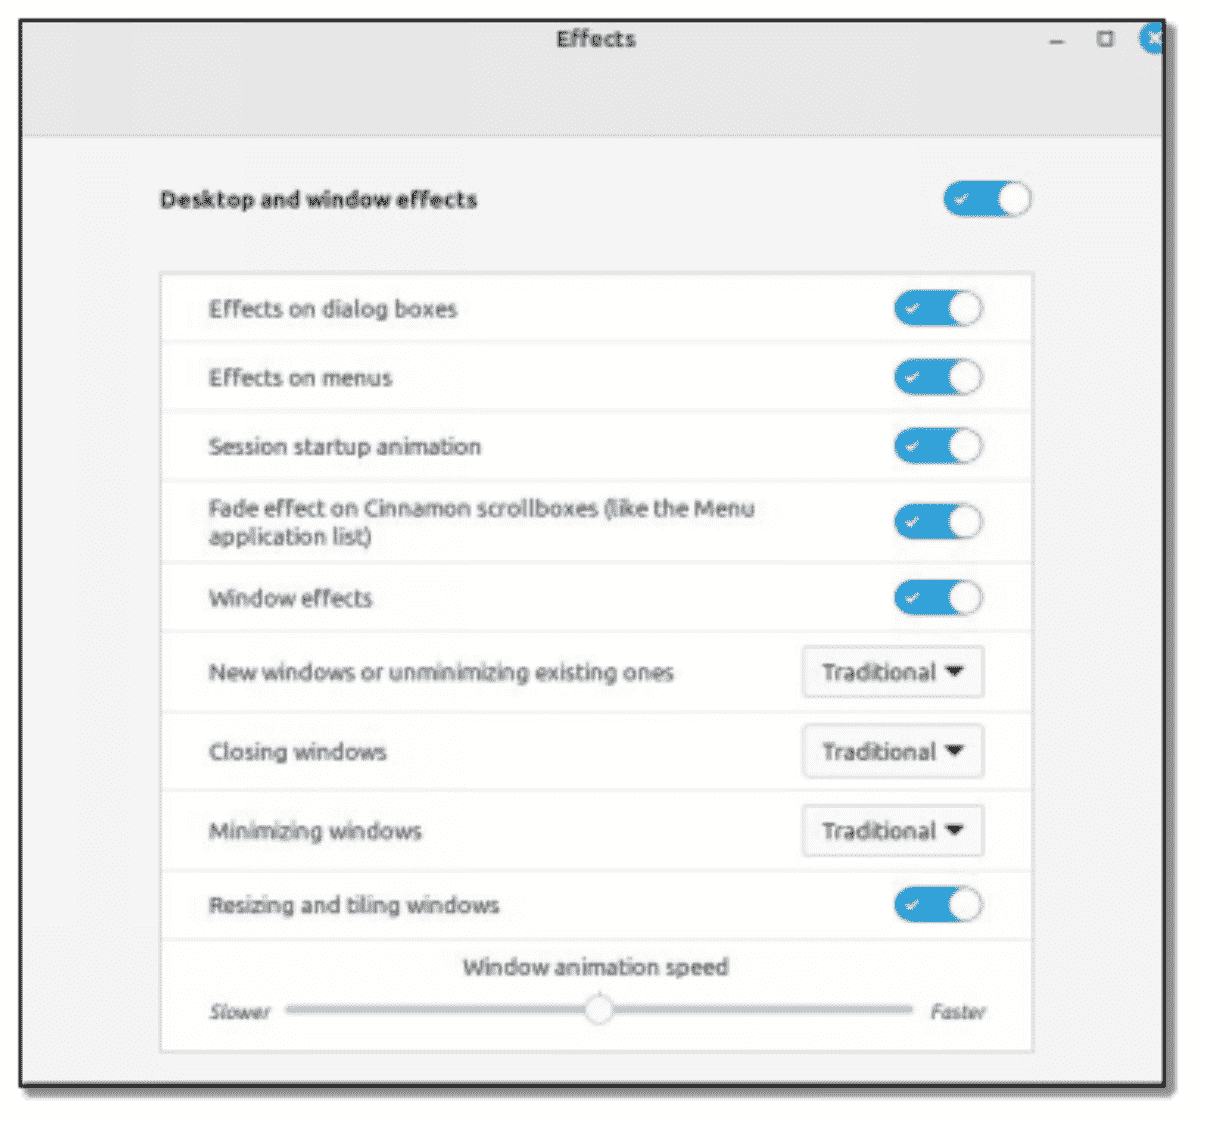 Effects
Desktop and window effects
Effects on dialog boxes
Effects on menus
Session startup animation
Fade effect on Cinnamon scrollboxes (like the Menu
application list)
Window effects
New windows or unminimizing existing ones
Traditional
Closing windows
Traditional
Minimizing windows
Traditional
Resizing and tiling windows
Window animation speed
Slower
Faster